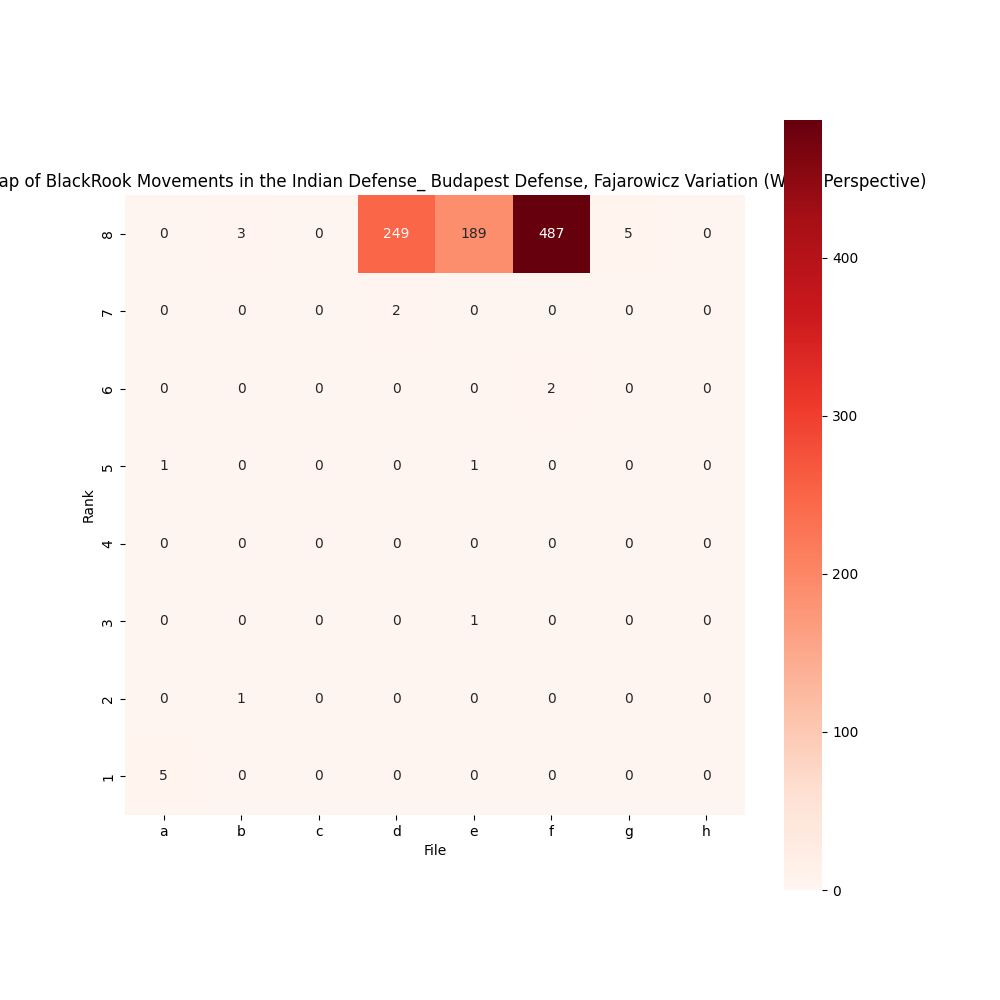 ap of BlackRook Movements in the Indian Defense_ Budapest Defense, Fajarowicz Variation (W Perspective)
8 0 3 0 249 189 487 5 0
7 0 0 0 2 0 0 0 0
6 0 0 0 0 0 2 0 0
5 1 0 0 0 1 0 0 0
4 0 0 0 0 0 0 0 0
3 0 0 0 0 1 0 0 0
2 0 1 0 0 0 0 0 0
1 5 0 0 0 0 0 0 0
a b c d e f g h
File
Rank
400
300
200
100
0